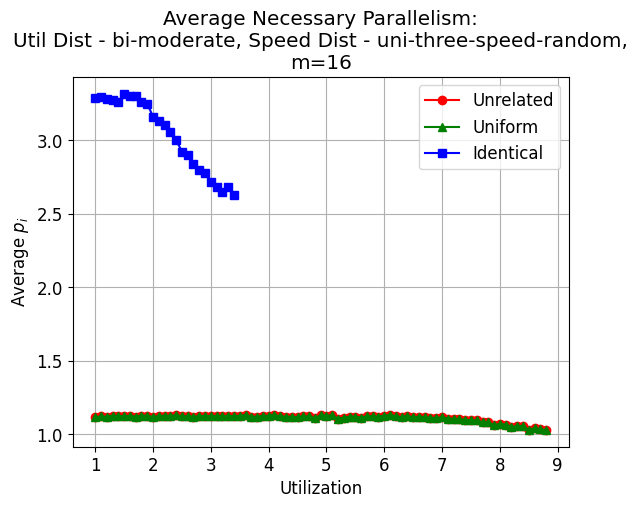 Average Necessary Parallelism:
Util Dist - bi-moderate, Speed Dist - uni-three-speed-random,
m=16
Unrelated
Uniform
Identical
Average $p_i$
3.0
2.5
2.0
1.5
1.0
1 2 3 4 5 6 7 8 9
Utilization